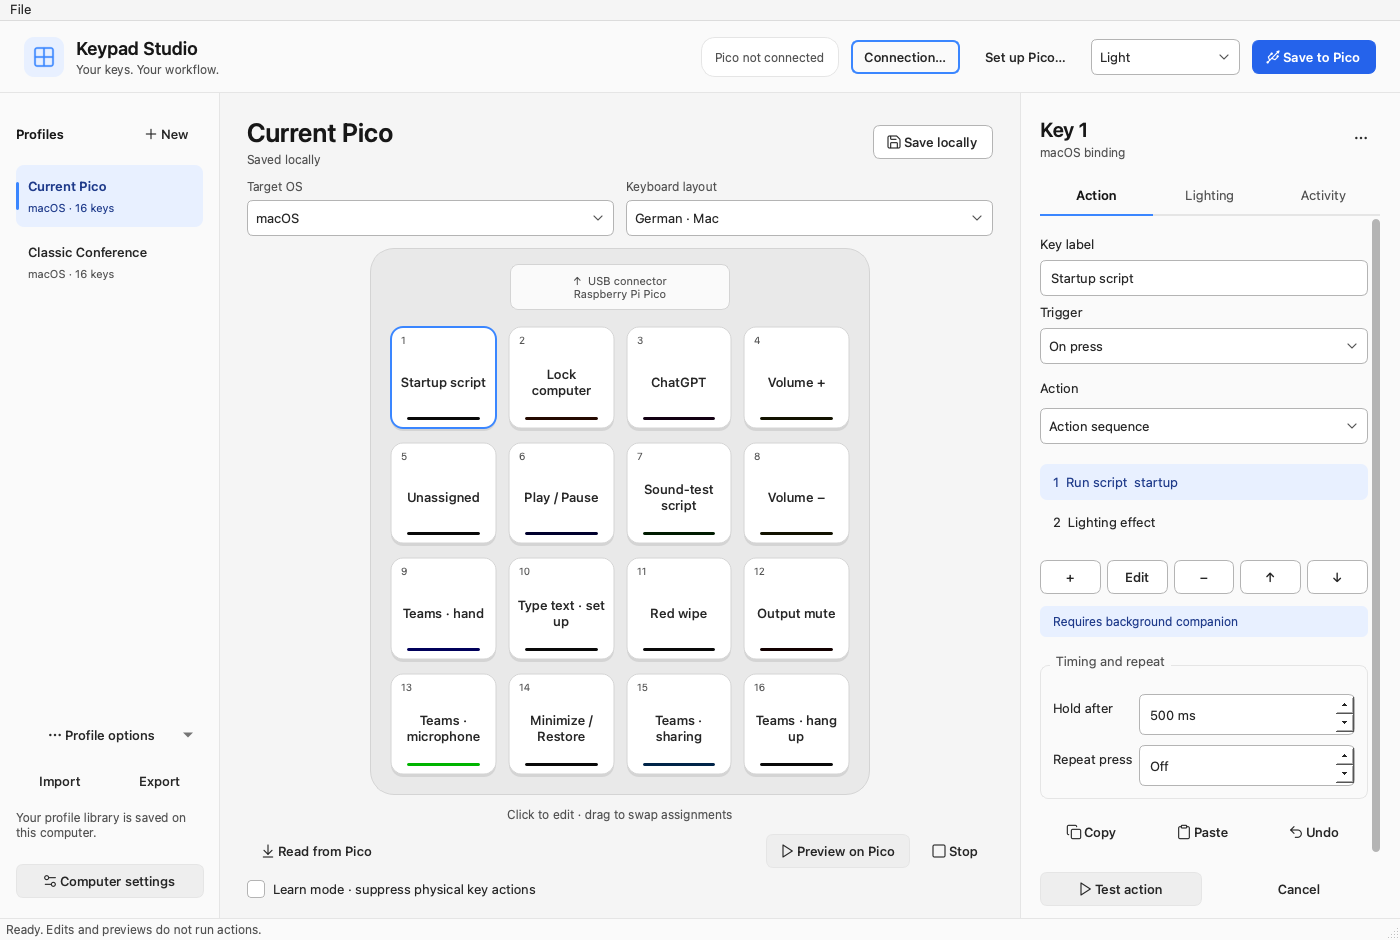 File
Keypad Studio
Your keys. Your workflow.
Pico not connected
Connection...
Set up Pico...
Light
Save to Pico
Profiles
+ New
Current Pico
macOS · 16 keys
Classic Conference
macOS · 16 keys
··· Profile options
Import
Export
Your profile library is saved on
this computer.
Computer settings
Current Pico
Saved locally
Save locally
Target OS
Keyboard layout
macOS
German · Mac
↑ USB connector
Raspberry Pi Pico
1
Startup script
2
Lock
computer
3
ChatGPT
4
Volume +
5
Unassigned
6
Play / Pause
7
Sound-test
script
8
Volume –
9
Teams · hand
10
Type text · set
up
11
Red wipe
12
Output mute
13
Teams ·
microphone
14
Minimize /
Restore
15
Teams ·
sharing
16
Teams · hang
up
Click to edit · drag to swap assignments
Read from Pico
Preview on Pico
Stop
Learn mode · suppress physical key actions
Key 1
macOS binding
···
Action
Lighting
Activity
Key label
Startup script
Trigger
On press
Action
Action sequence
1 Run script startup
2 Lighting effect
+
Edit
–
↑
↓
Requires background companion
Timing and repeat
Hold after
500 ms
Repeat press
Off
Copy
Paste
Undo
Test action
Cancel
Ready. Edits and previews do not run actions.